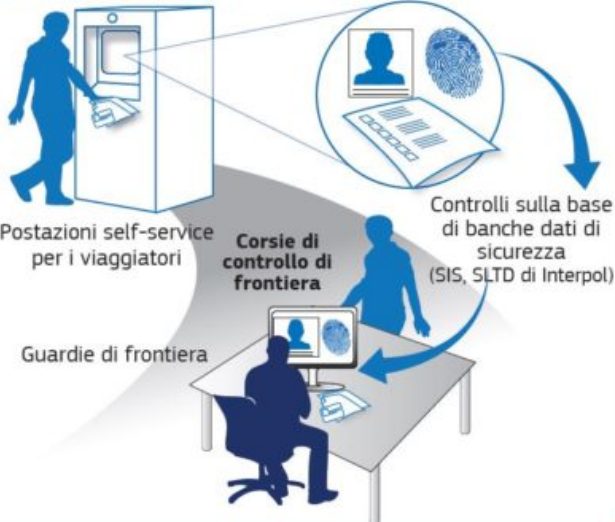 Postazioni self-service
per i viaggiatori
Corsie di
controllo di
frontiera
Controlli sulla base
di banche dati di
sicurezza
(SIS, SLTD di Interpol)
Guardie di frontiera